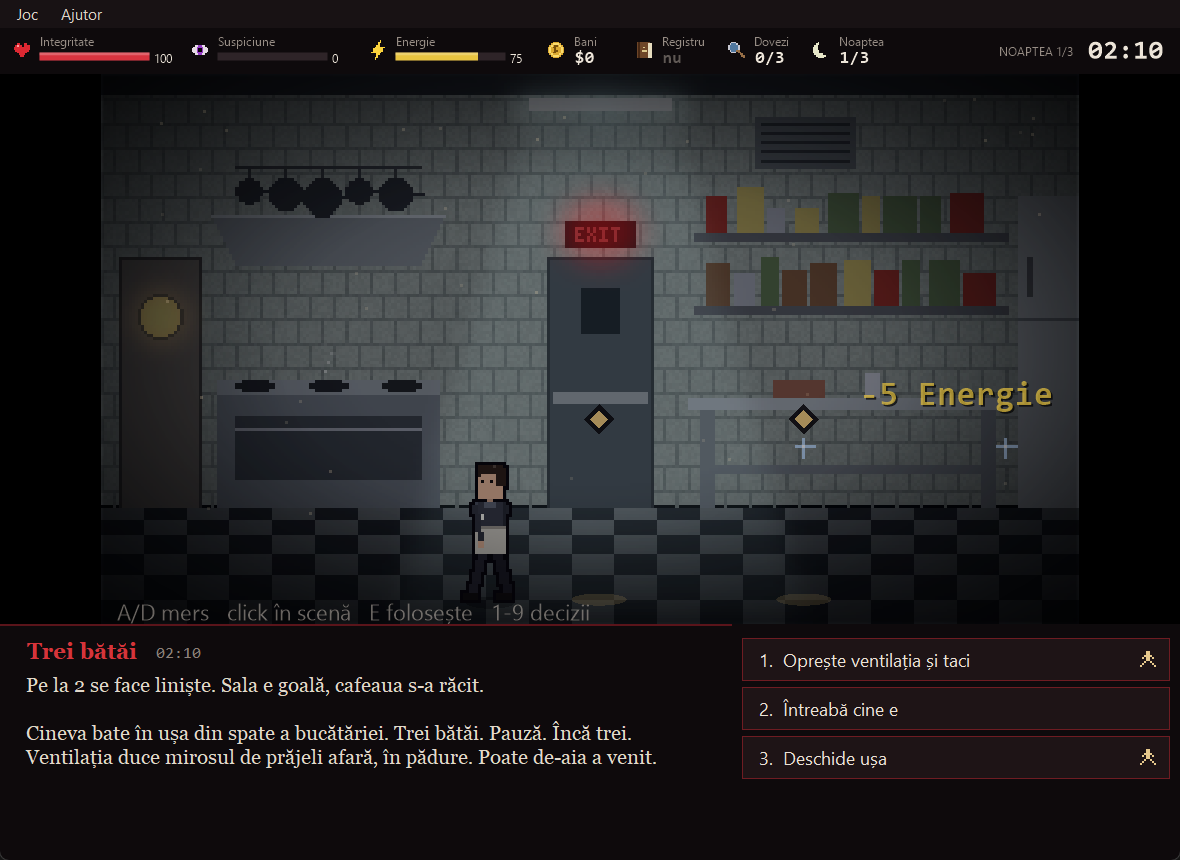 Joc Ajutor
Integritate 100
Suspiciune 0
Energie 75
Bani $0
Registru nu
Dovezi 0/3
Noaptea 1/3
NOAPTEA 1/3 02:10
EXIT
-5 Energie
A/D mers click în scenă E folosește 1-9 decizii
Trei bătăi 02:10
Pe la 2 se face liniște. Sala e goală, cafeaua s-a răcit.
Cineva bate în ușa din spate a bucătăriei. Trei bătăi. Pauză. Încă trei.
Ventilația duce mirosul de prăjeli afară, în pădure. Poate de-aia a venit.
1. Oprește ventilația și taci
2. Întreabă cine e
3. Deschide ușa